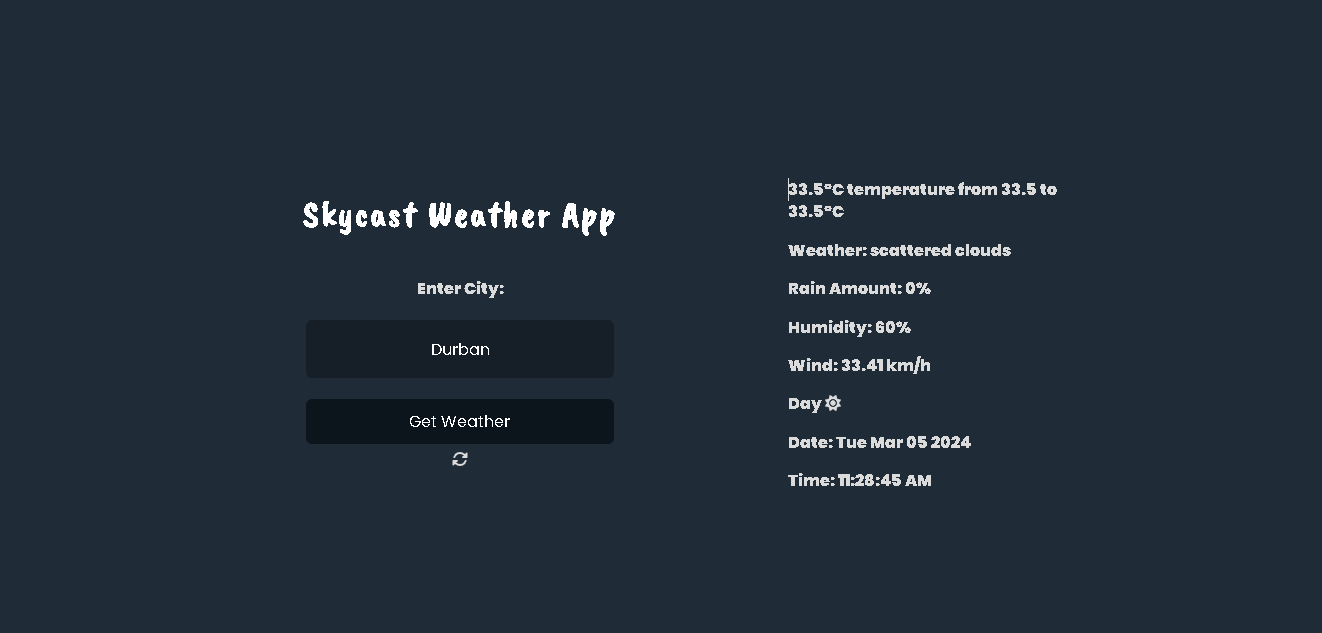 Skycast Weather App
Enter City:
Durban
Get Weather
33.5°C temperature from 33.5 to
33.5°C
Weather: scattered clouds
Rain Amount: 0%
Humidity: 60%
Wind: 33.41 km/h
Day
Date: Tue Mar 05 2024
Time: 11:28:45 AM